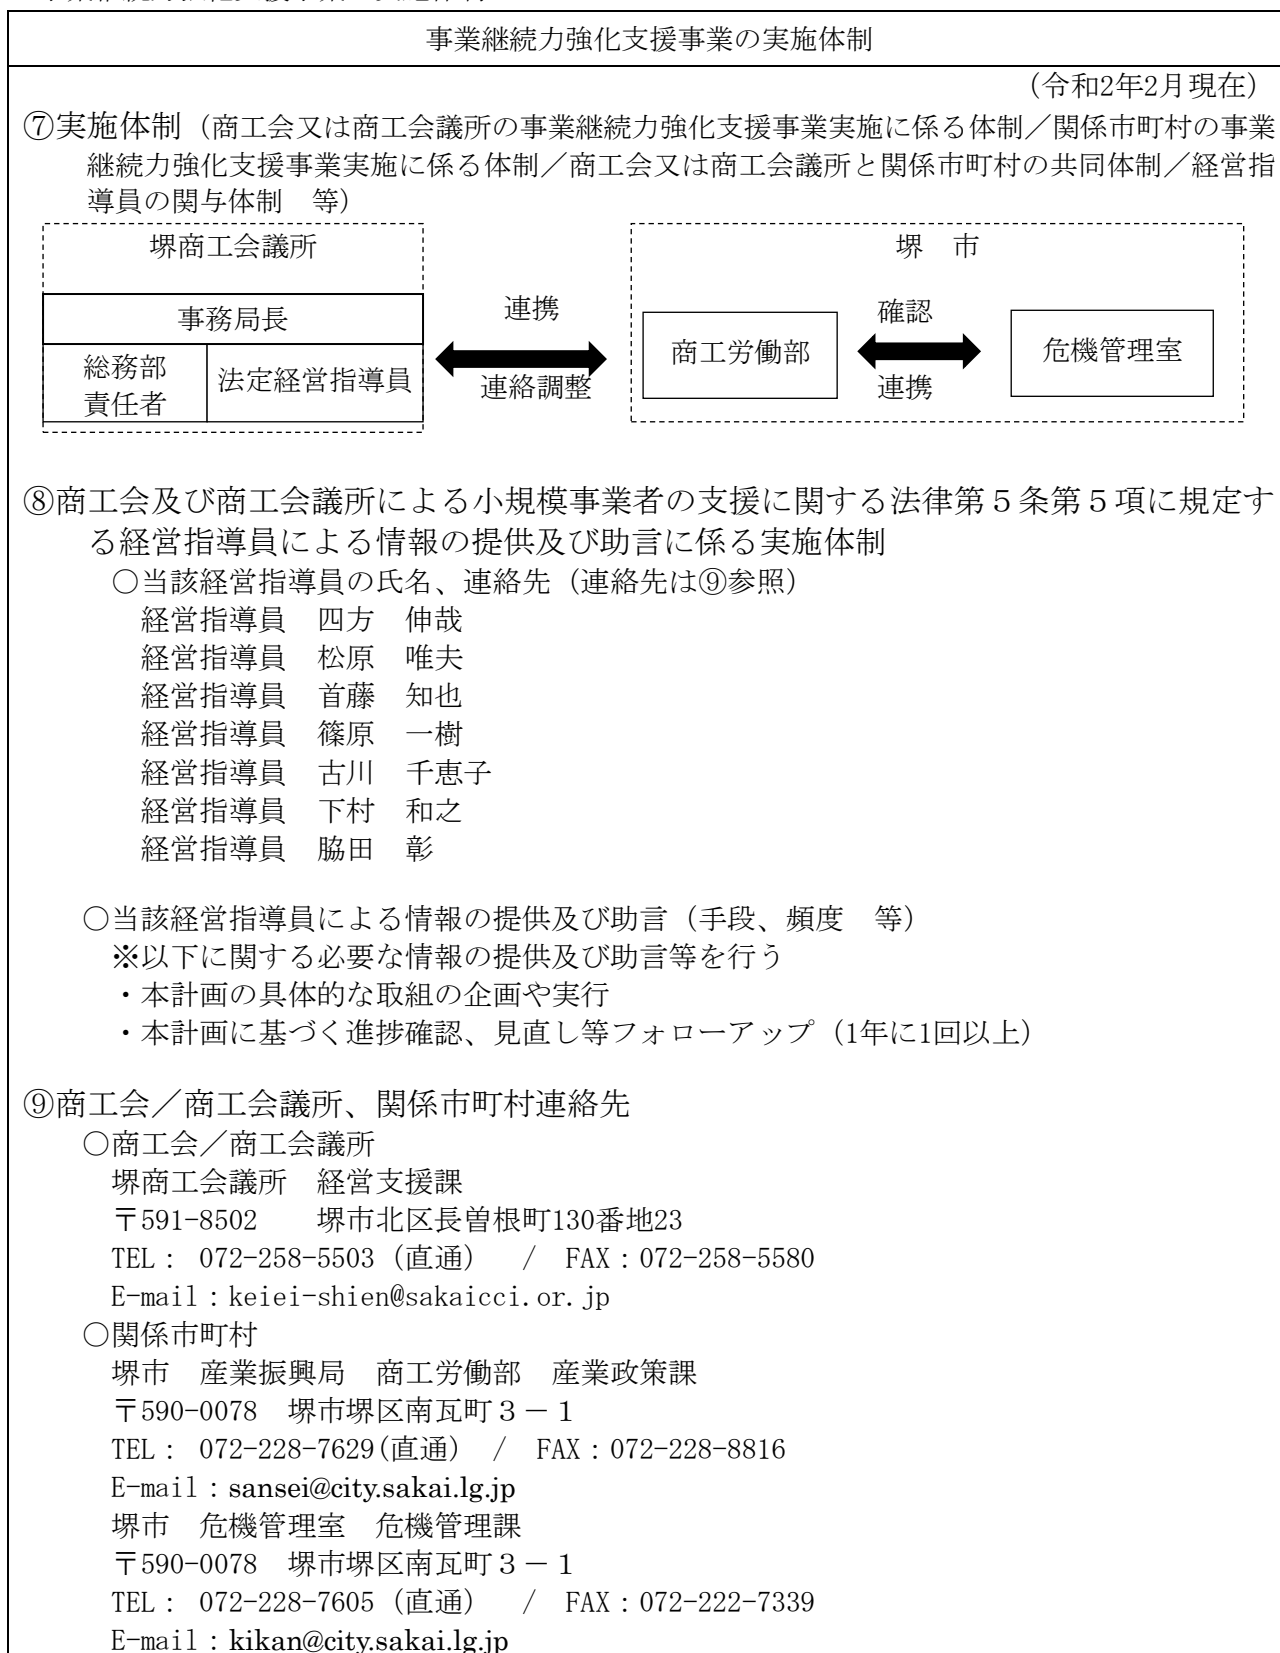 事業継続力強化支援事業の実施体制
（令和2年2月現在）
⑦実施体制（商工会又は商工会議所の事業継続力強化支援事業実施に係る体制／関係市町村の事業
継続力強化支援事業実施に係る体制／商工会又は商工会議所と関係市町村の共同体制／経営指
導員の関与体制　等）
堺商工会議所
事務局長
総務部
責任者
法定経営指導員
連携
連絡調整
堺　市
商工労働部
確認
連携
危機管理室
⑧商工会及び商工会議所による小規模事業者の支援に関する法律第５条第５項に規定す
る経営指導員による情報の提供及び助言に係る実施体制
○当該経営指導員の氏名、連絡先（連絡先は⑨参照）
経営指導員　四方　伸哉
経営指導員　松原　唯夫
経営指導員　首藤　知也
経営指導員　篠原　一樹
経営指導員　古川　千恵子
経営指導員　下村　和之
経営指導員　脇田　彰
○当該経営指導員による情報の提供及び助言（手段、頻度　等）
※以下に関する必要な情報の提供及び助言等を行う
・本計画の具体的な取組の企画や実行
・本計画に基づく進捗確認、見直し等フォローアップ（1年に1回以上）
⑨商工会／商工会議所、関係市町村連絡先
○商工会／商工会議所
堺商工会議所　経営支援課
〒591-8502　　堺市北区長曽根町130番地23
TEL： 072-258-5503（直通）　/　FAX：072-258-5580
E-mail：keiei-shien@sakaicci.or.jp
○関係市町村
堺市　産業振興局　商工労働部　産業政策課
〒590-0078　堺市堺区南瓦町３－１
TEL： 072-228-7629(直通）　/　FAX：072-228-8816
E-mail：sansei@city.sakai.lg.jp
堺市　危機管理室　危機管理課
〒590-0078　堺市堺区南瓦町３－１
TEL： 072-228-7605（直通）　/　FAX：072-222-7339
E-mail：kikan@city.sakai.lg.jp